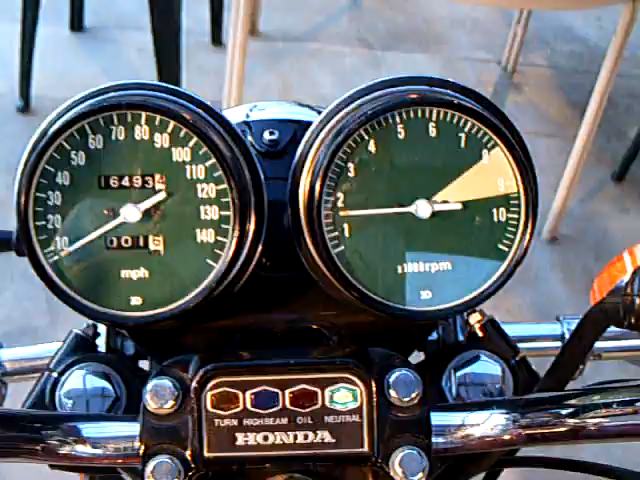 10 20 30 40 50 60 70 80 90 100 110 120 130 140
16493
001
mph
1 2 3 4 5 6 7 8 9 10
x1000rpm
TURN HIGHBEAM OIL NEUTRAL
HONDA